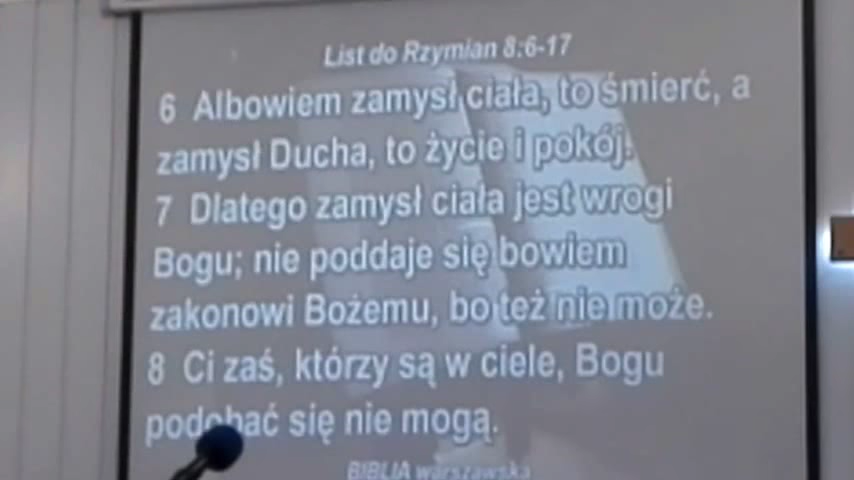 List do Rzymian 8:6-17
6 Albowiem zamysł ciała, to śmierć, a
zamysł Ducha, to życie i pokój.
7 Dlatego zamysł ciała jest wrogi
Bogu; nie poddaje się bowiem
zakonowi Bożemu, bo też nie może.
8 Ci zaś, którzy są w ciele, Bogu
podobać się nie mogą.
BIBLIA warszawska